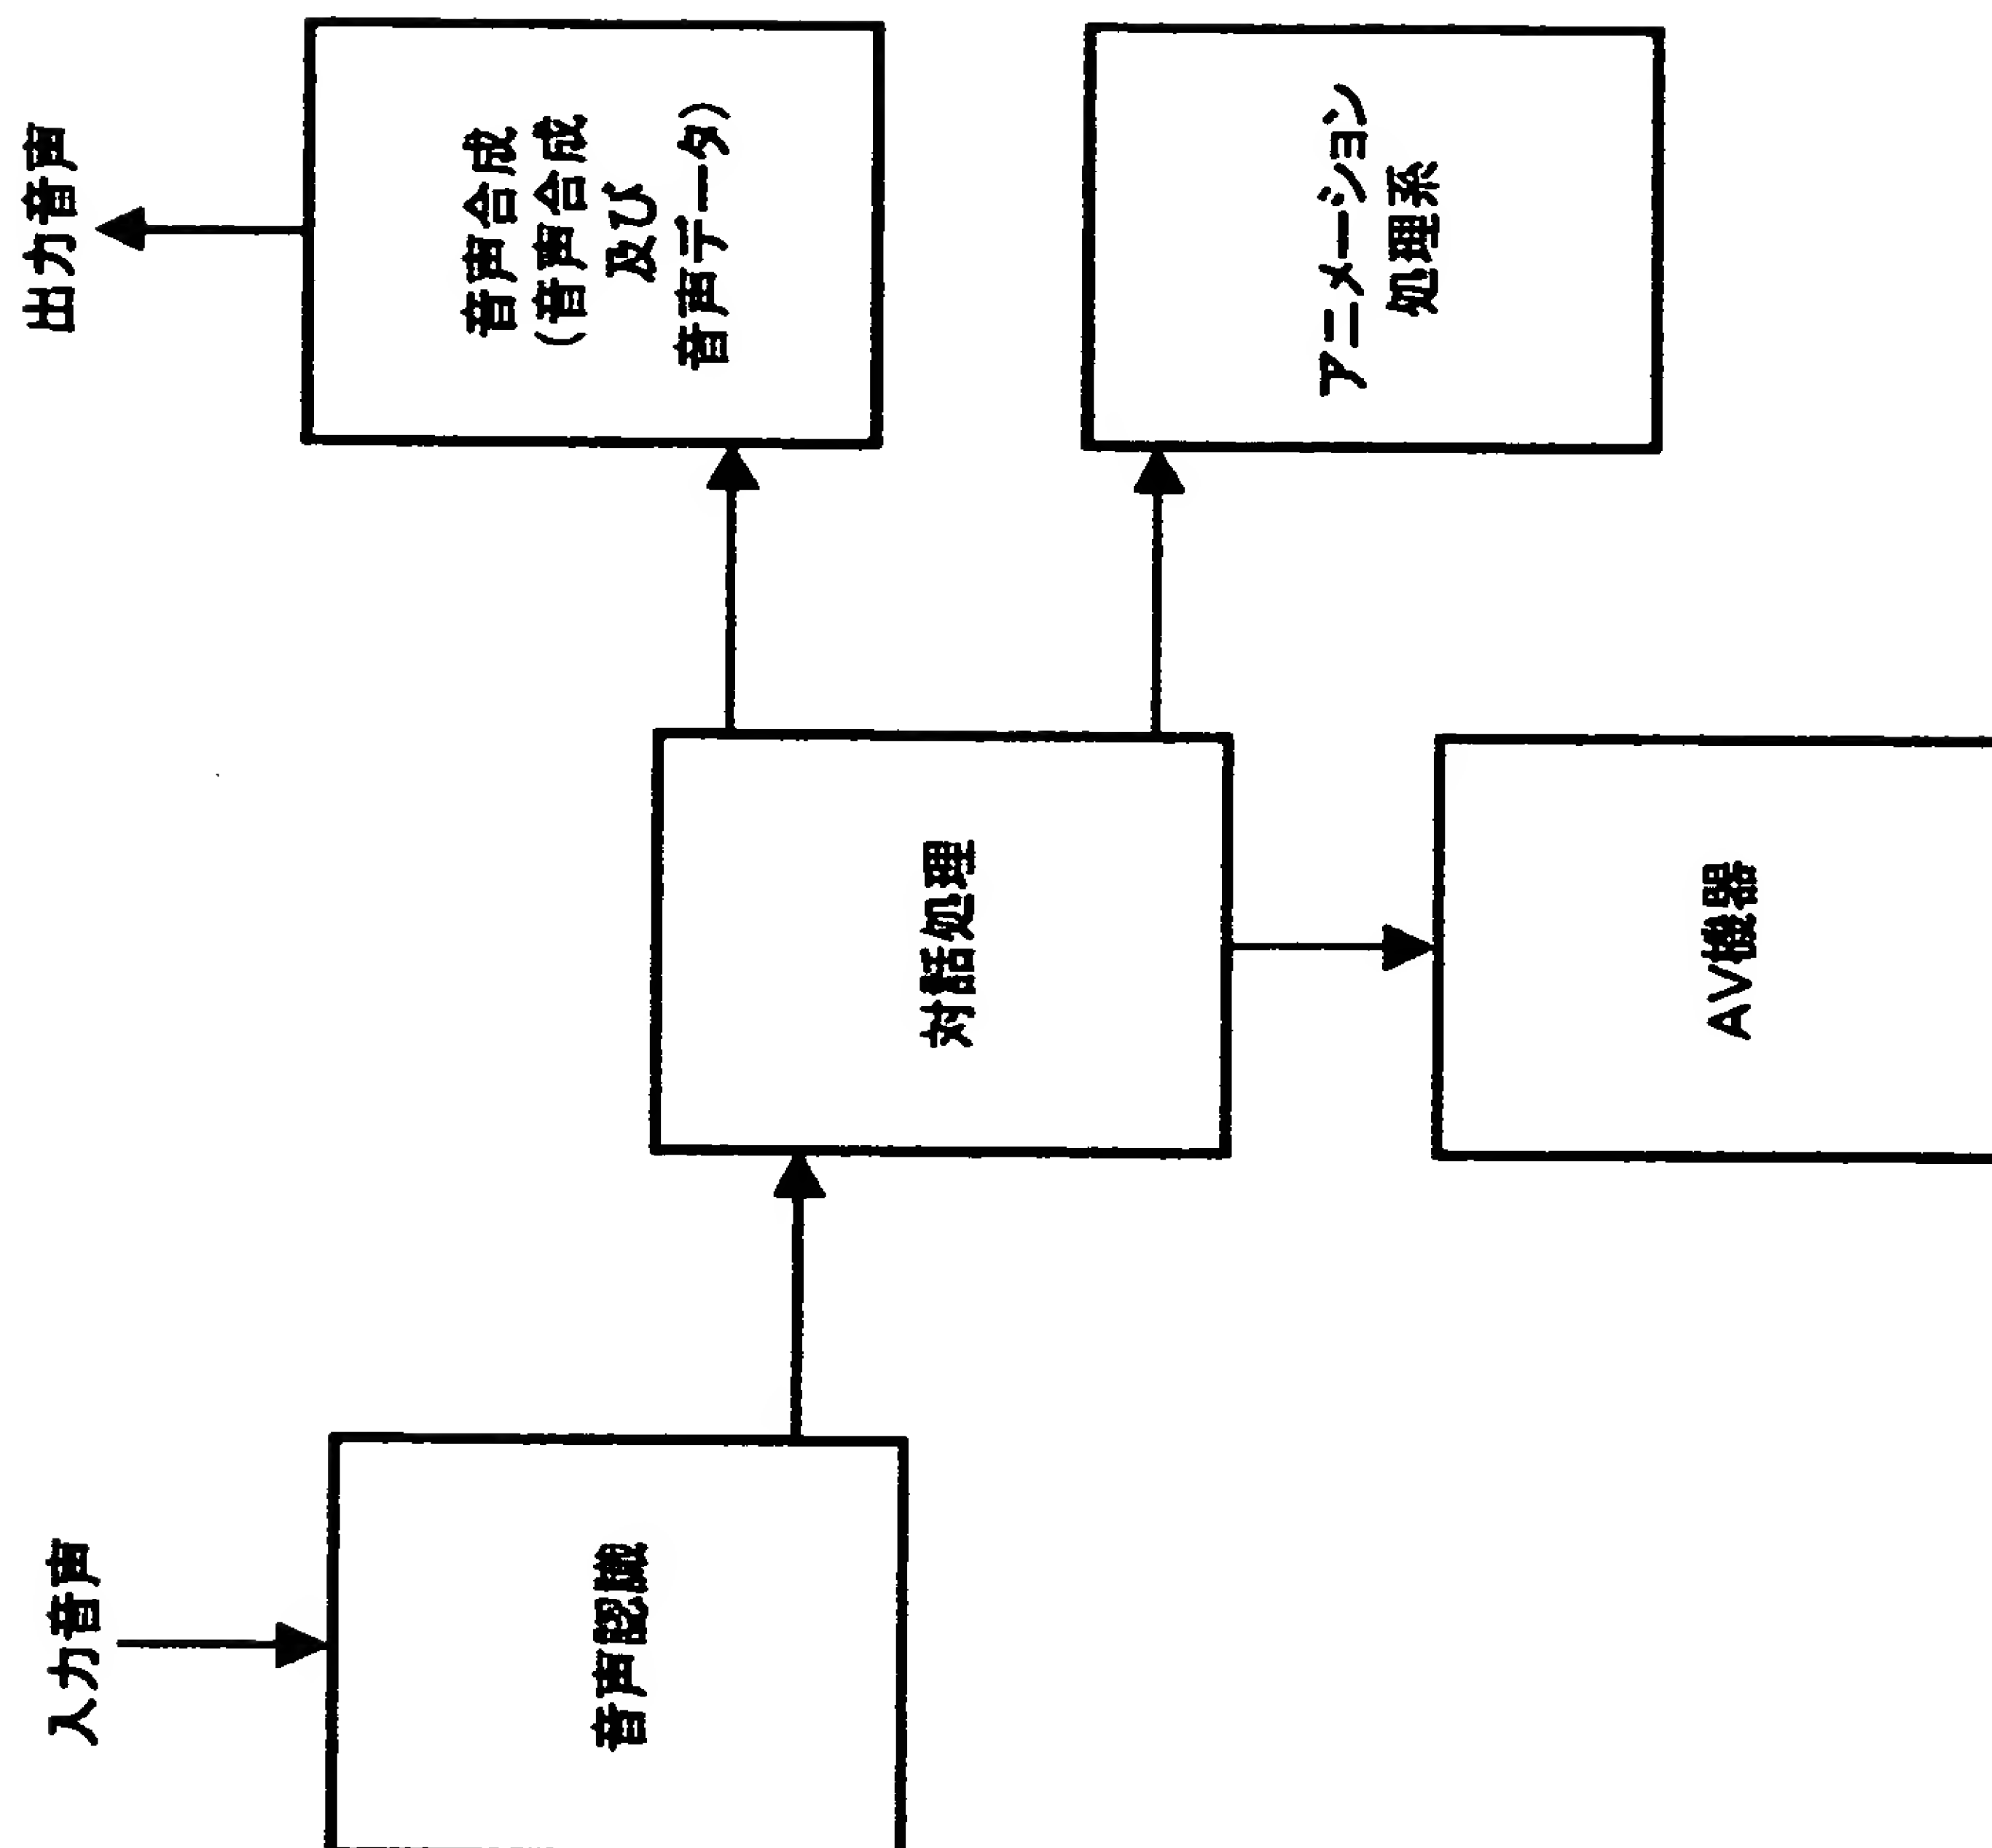 入力音声
出力音声
音声認識
対話処理
音声合成
(音声合成
及び
音声データ)
アニメーション
処理系
AV機器